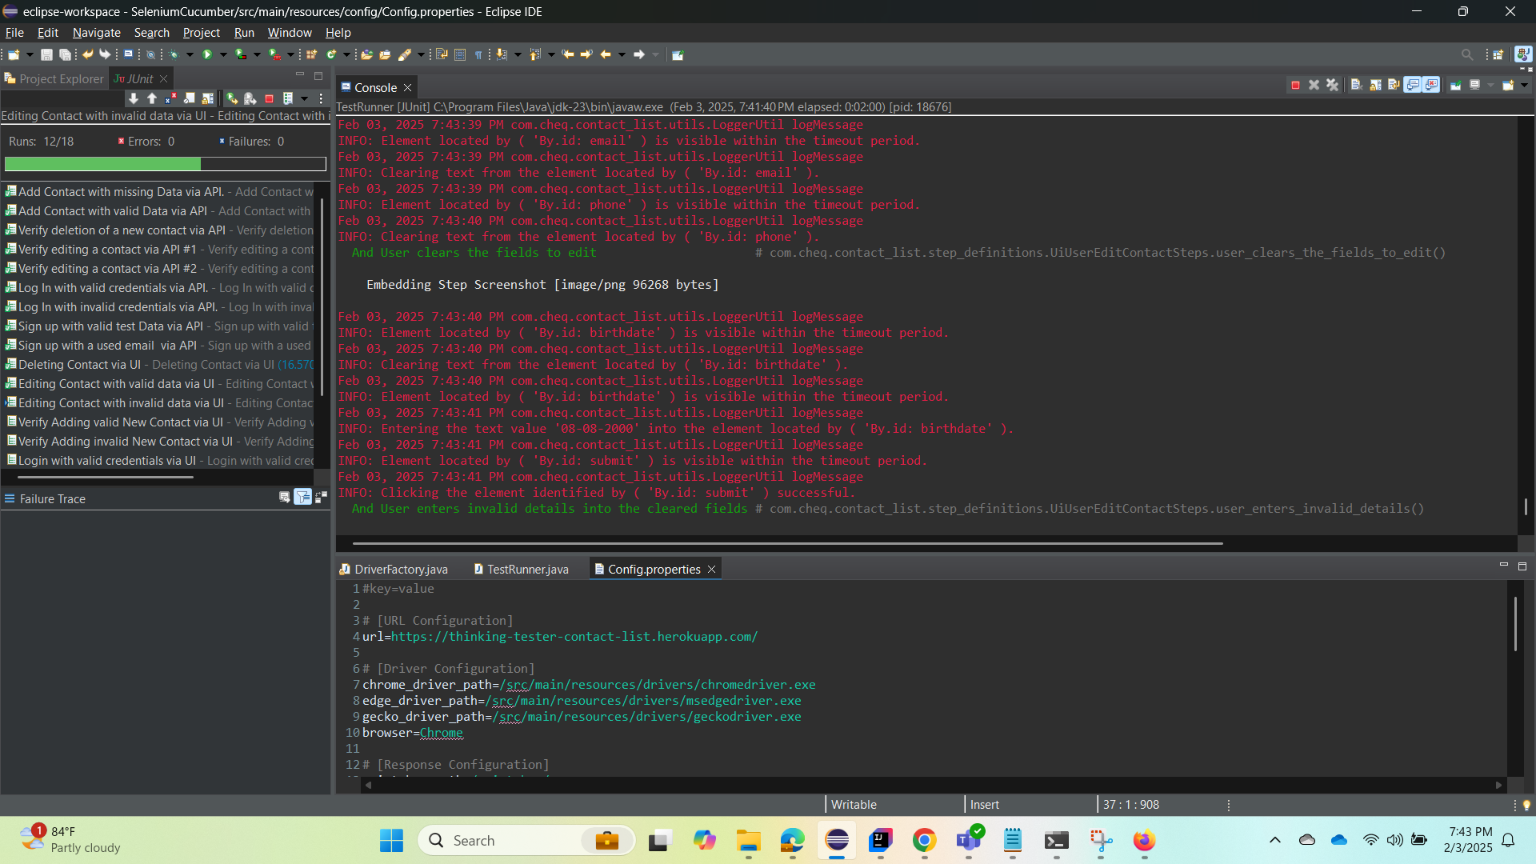 eclipse-workspace - SeleniumCucumber/src/main/resources/config/Config.properties - Eclipse IDE
File Edit Navigate Search Project Run Window Help
Project Explorer JUnit
Editing Contact with invalid data via UI - Editing Contact with i
Runs: 12/18 Errors: 0 Failures: 0
Add Contact with missing Data via API. - Add Contact w
Add Contact with valid Data via API - Add Contact with
Verify deletion of a new contact via API - Verify deletion
Verify editing a contact via API #1 - Verify editing a cont
Verify editing a contact via API #2 - Verify editing a cont
Log In with valid credentials via API. - Log In with valid c
Log In with invalid credentials via API. - Log In with inva
Sign up with valid test Data via API - Sign up with valid
Sign up with a used email  via API - Sign up with a used
Deleting Contact via UI - Deleting Contact via UI (16.570
Editing Contact with valid data via UI - Editing Contact
Editing Contact with invalid data via UI - Editing Contac
Verify Adding valid New Contact via UI - Verify Adding
Verify Adding invalid New Contact via UI - Verify Adding
Login with valid credentials via UI - Login with valid cre
Failure Trace
Console
TestRunner [JUnit] C:\Program Files\Java\jdk-23\bin\javaw.exe (Feb 3, 2025, 7:41:40 PM elapsed: 0:02:00) [pid: 18676]
Feb 03, 2025 7:43:39 PM com.cheq.contact_list.utils.LoggerUtil logMessage
INFO: Element located by ( 'By.id: email' ) is visible within the timeout period.
Feb 03, 2025 7:43:39 PM com.cheq.contact_list.utils.LoggerUtil logMessage
INFO: Clearing text from the element located by ( 'By.id: email' ).
Feb 03, 2025 7:43:39 PM com.cheq.contact_list.utils.LoggerUtil logMessage
INFO: Element located by ( 'By.id: phone' ) is visible within the timeout period.
Feb 03, 2025 7:43:40 PM com.cheq.contact_list.utils.LoggerUtil logMessage
INFO: Clearing text from the element located by ( 'By.id: phone' ).
And User clears the fields to edit # com.cheq.contact_list.step_definitions.UiUserEditContactSteps.user_clears_the_fields_to_edit()
Embedding Step Screenshot [image/png 96268 bytes]
Feb 03, 2025 7:43:40 PM com.cheq.contact_list.utils.LoggerUtil logMessage
INFO: Element located by ( 'By.id: birthdate' ) is visible within the timeout period.
Feb 03, 2025 7:43:40 PM com.cheq.contact_list.utils.LoggerUtil logMessage
INFO: Clearing text from the element located by ( 'By.id: birthdate' ).
Feb 03, 2025 7:43:40 PM com.cheq.contact_list.utils.LoggerUtil logMessage
INFO: Element located by ( 'By.id: birthdate' ) is visible within the timeout period.
Feb 03, 2025 7:43:41 PM com.cheq.contact_list.utils.LoggerUtil logMessage
INFO: Entering the text value '08-08-2000' into the element located by ( 'By.id: birthdate' ).
Feb 03, 2025 7:43:41 PM com.cheq.contact_list.utils.LoggerUtil logMessage
INFO: Element located by ( 'By.id: submit' ) is visible within the timeout period.
Feb 03, 2025 7:43:41 PM com.cheq.contact_list.utils.LoggerUtil logMessage
INFO: Clicking the element identified by ( 'By.id: submit' ) successful.
And User enters invalid details into the cleared fields # com.cheq.contact_list.step_definitions.UiUserEditContactSteps.user_enters_invalid_details()
DriverFactory.java TestRunner.java Config.properties
1 #key=value
2
3 # [URL Configuration]
4 url=https://thinking-tester-contact-list.herokuapp.com/
5
6 # [Driver Configuration]
7 chrome_driver_path=/src/main/resources/drivers/chromedriver.exe
8 edge_driver_path=/src/main/resources/drivers/msedgedriver.exe
9 gecko_driver_path=/src/main/resources/drivers/geckodriver.exe
10 browser=Chrome
11
12 # [Response Configuration]
Writable Insert 37 : 1 : 908
1
84°F
Partly cloudy
Search
7:43 PM
2/3/2025